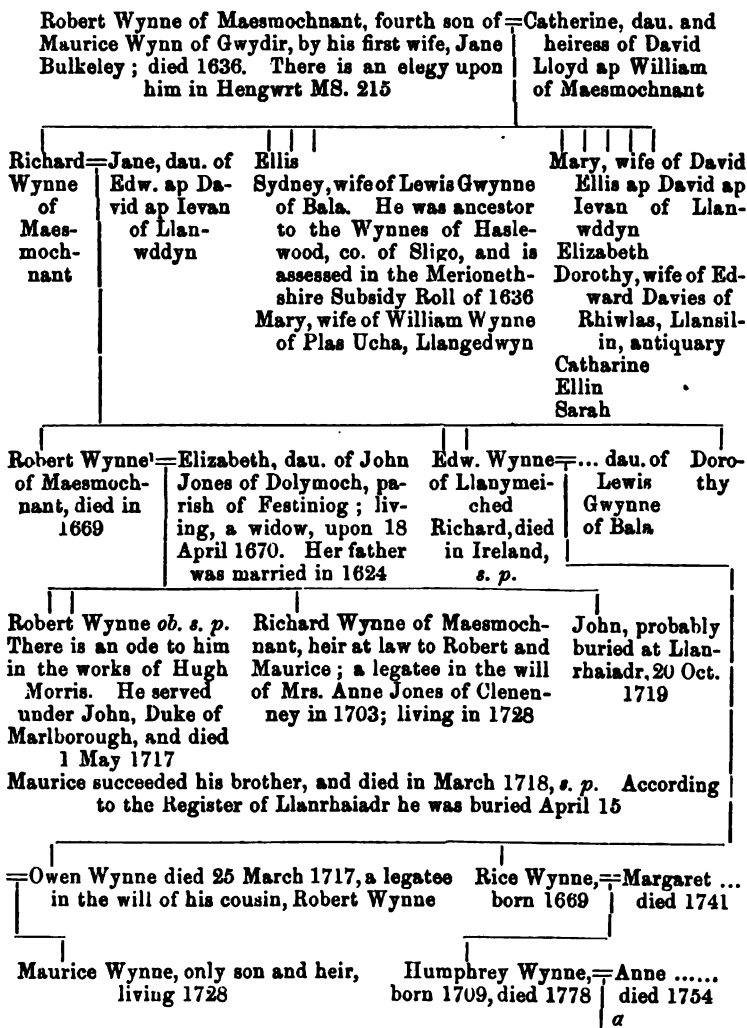 Robert Wynne of Maesmochnant, fourth son of=Catherine, dau. and
Maurice Wynn of Gwydir, by his first wife, Jane heiress of David
Bulkeley; died 1636. There is an elegy upon Lloyd ap William
him in Hengwrt MS. 215 of Maesmochnant
Richard=Jane, dau. of
Wynne Edw. ap Da-
of vid ap Ievan
Maes- of Llan-
moch- wddyn
nant
Ellis
Sydney, wife of Lewis Gwynne
of Bala. He was ancestor
to the Wynnes of Hasle-
wood, co. of Sligo, and is
assessed in the Merioneth-
shire Subsidy Roll of 1636
Mary, wife of William Wynne
of Plas Ucha, Llangedwyn
Mary, wife of David
Ellis ap David ap
Ievan of Llan-
wddyn
Elizabeth
Dorothy, wife of Ed-
ward Davies of
Rhiwlas, Llansil-
in, antiquary
Catharine
Ellin
Sarah
Robert Wynne¹=Elizabeth, dau. of John
of Maesmoch- Jones of Dolymoch, pa-
nant, died in rish of Festiniog; liv-
1669 ing, a widow, upon 18
April 1670. Her father
was married in 1624
Edw. Wynne=... dau. of
of Llanymei- Lewis
ched Gwynne
Richard, died of Bala
in Ireland,
s. p.
Doro-
thy
Robert Wynne ob. s. p.
There is an ode to him
in the works of Hugh
Morris. He served
under John, Duke of
Marlborough, and died
1 May 1717
Richard Wynne of Maesmoch-
nant, heir at law to Robert and
Maurice; a legatee in the will
of Mrs. Anne Jones of Clenen-
ney in 1703; living in 1728
John, probably
buried at Llan-
rhaiadr, 20 Oct.
1719
Maurice succeeded his brother, and died in March 1718, s. p. According
to the Register of Llanrhaiadr he was buried April 15
=Owen Wynne died 25 March 1717, a legatee
in the will of his cousin, Robert Wynne
Rice Wynne,=Margaret ...
born 1669 died 1741
Maurice Wynne, only son and heir,
living 1728
Humphrey Wynne,=Anne ......
born 1709, died 1778 died 1754
a